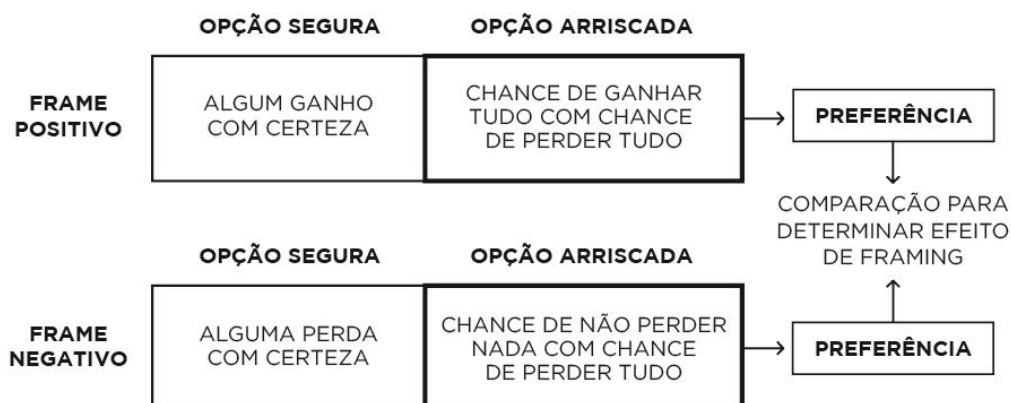 OPÇÃO SEGURA
OPÇÃO ARRISCADA
FRAME
POSITIVO
ALGUM GANHO
COM CERTEZA
CHANCE DE GANHAR
TUDO COM CHANCE
DE PERDER TUDO
PREFERÊNCIA
COMPARAÇÃO PARA
DETERMINAR EFEITO
DE FRAMING
OPÇÃO SEGURA
OPÇÃO ARRISCADA
FRAME
NEGATIVO
ALGUMA PERDA
COM CERTEZA
CHANCE DE NÃO PERDER
NADA COM CHANCE
DE PERDER TUDO
PREFERÊNCIA